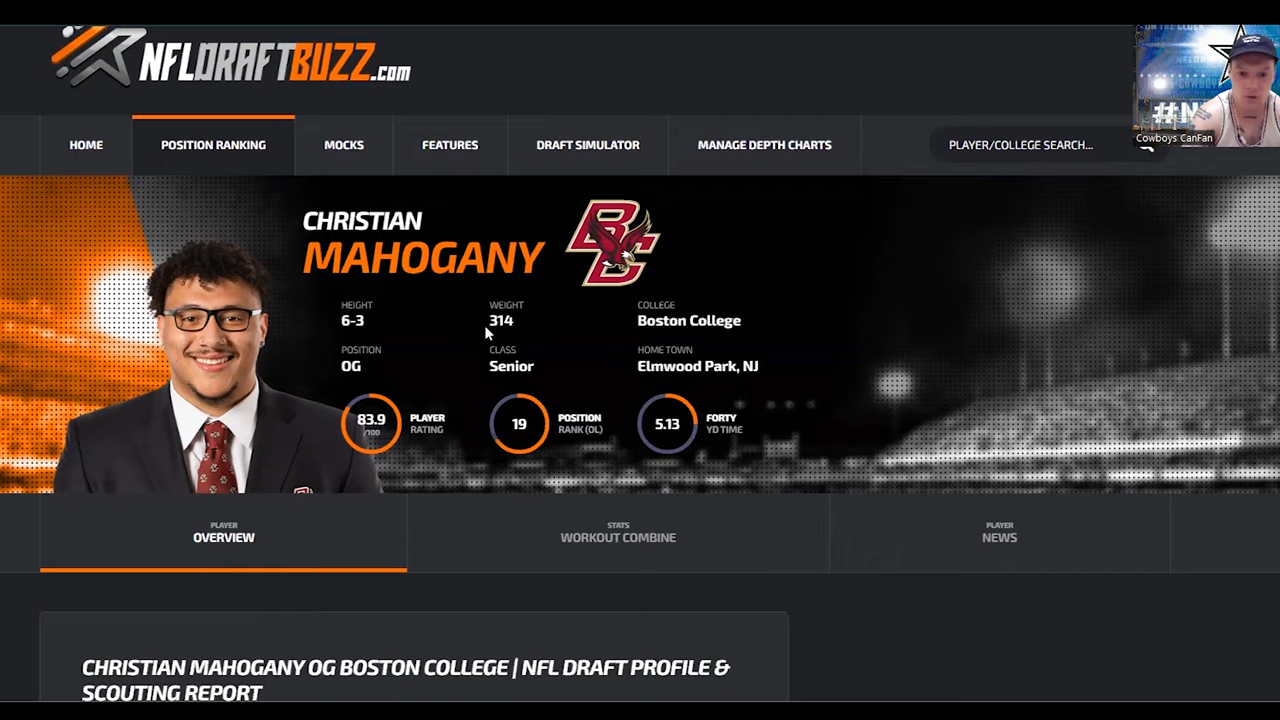 NFLDRAFTBUZZ.com
HOME
POSITION RANKING
MOCKS
FEATURES
DRAFT SIMULATOR
MANAGE DEPTH CHARTS
PLAYER/COLLEGE SEARCH...
#N
Cowboys CanFan
CHRISTIAN
MAHOGANY
BC
HEIGHT
6-3
WEIGHT
314
COLLEGE
Boston College
POSITION
OG
CLASS
Senior
HOME TOWN
Elmwood Park, NJ
83.9
/100
PLAYER
RATING
19
POSITION
RANK (OL)
5.13
FORTY
YD TIME
PLAYER
OVERVIEW
STATS
WORKOUT COMBINE
PLAYER
NEWS
CHRISTIAN MAHOGANY OG BOSTON COLLEGE | NFL DRAFT PROFILE &
SCOUTING REPORT